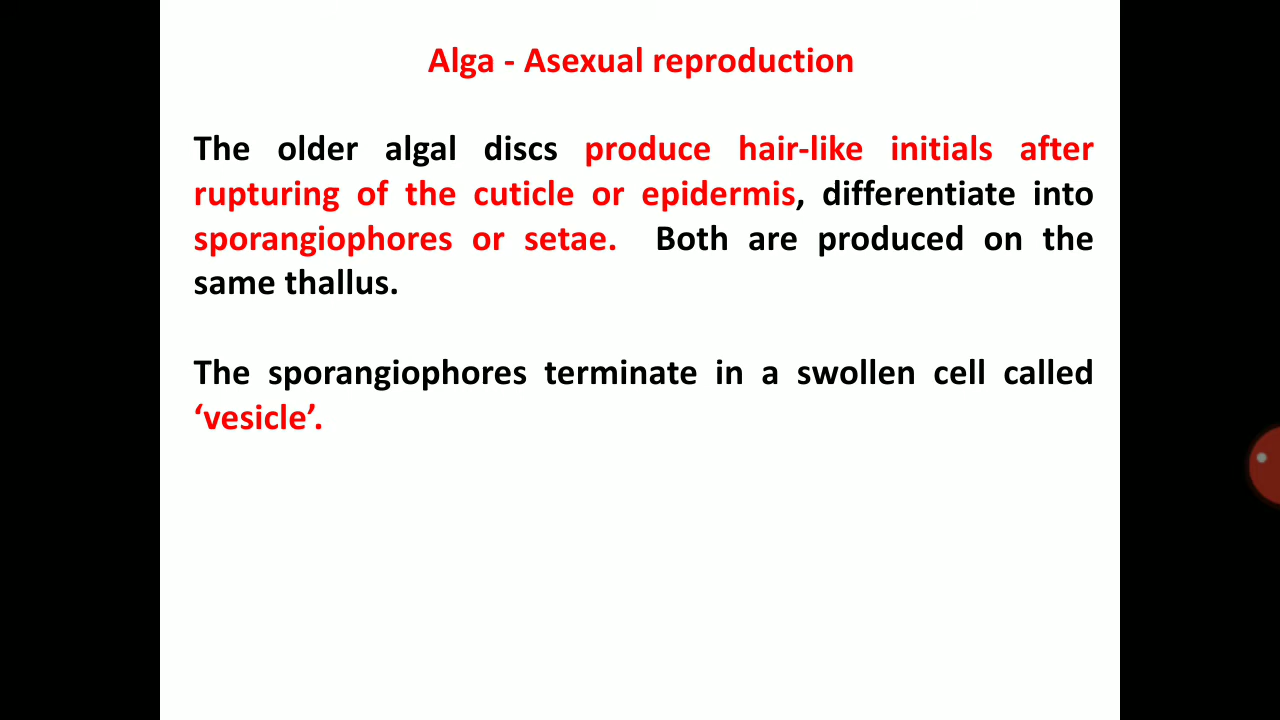 Alga - Asexual reproduction
The older algal discs produce hair-like initials after
rupturing of the cuticle or epidermis, differentiate into
sporangiophores or setae. Both are produced on the
same thallus.
The sporangiophores terminate in a swollen cell called
‘vesicle’.